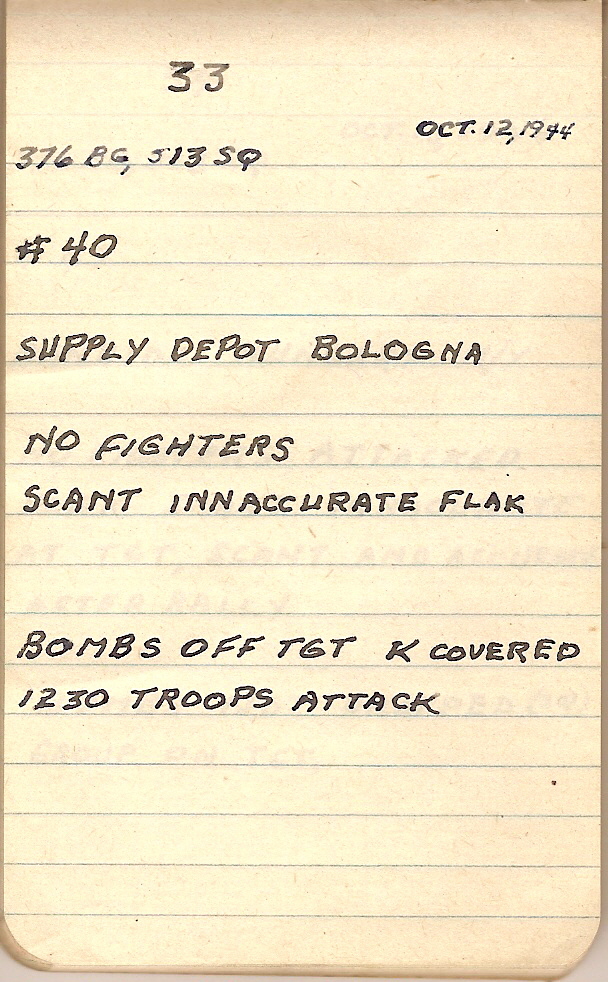 33
OCT. 12, 1944
376 BG, 513 SQ
# 40
SUPPLY DEPOT BOLOGNA
NO FIGHTERS
SCANT INNACCURATE FLAK
BOMBS OFF TGT K COVERED
1230 TROOPS ATTACK